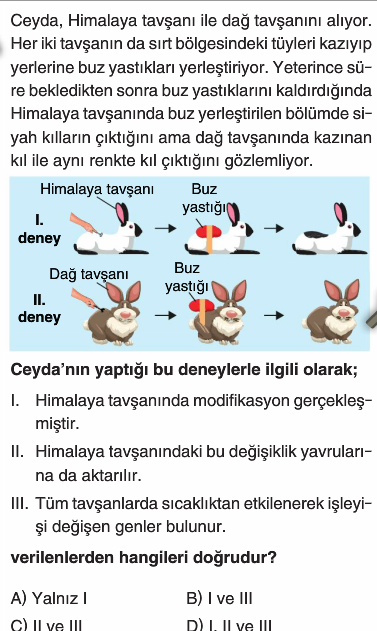 Ceyda, Himalaya tavşanı ile dağ tavşanını alıyor.
Her iki tavşanın da sırt bölgesindeki tüyleri kazıyıp
yerlerine buz yastıkları yerleştiriyor. Yeterince sü-
re bekledikten sonra buz yastıklarını kaldırdığında
Himalaya tavşanında buz yerleştirilen bölümde si-
yah kılların çıktığını ama dağ tavşanında kazınan
kıl ile aynı renkte kıl çıktığını gözlemliyor.
Himalaya tavşanı
Buz
yastığı
I.
deney
Dağ tavşanı
Buz
yastığı
II.
deney
Ceyda’nın yaptığı bu deneylerle ilgili olarak;
I. Himalaya tavşanında modifikasyon gerçekleş-
miştir.
II. Himalaya tavşanındaki bu değişiklik yavruları-
na da aktarılır.
III. Tüm tavşanlarda sıcaklıktan etkilenerek işleyi-
şi değişen genler bulunur.
verilenlerden hangileri doğrudur?
A) Yalnız I B) I ve III
C) II ve III D) I, II ve III